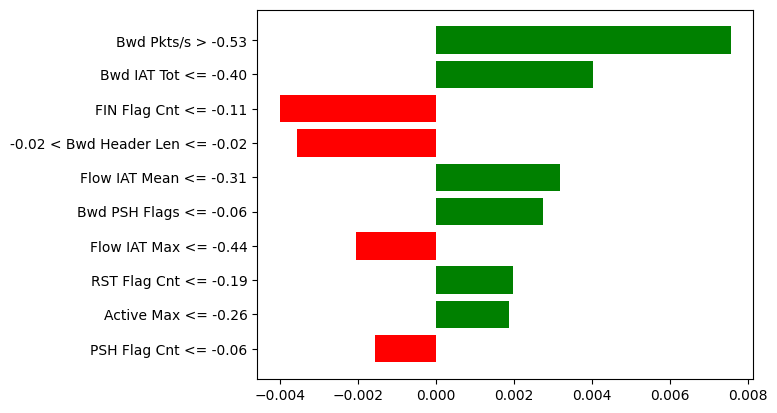 Bwd Pkts/s > -0.53
Bwd IAT Tot <= -0.40
FIN Flag Cnt <= -0.11
-0.02 < Bwd Header Len <= -0.02
Flow IAT Mean <= -0.31
Bwd PSH Flags <= -0.06
Flow IAT Max <= -0.44
RST Flag Cnt <= -0.19
Active Max <= -0.26
PSH Flag Cnt <= -0.06
−0.004 −0.002 0.000 0.002 0.004 0.006 0.008